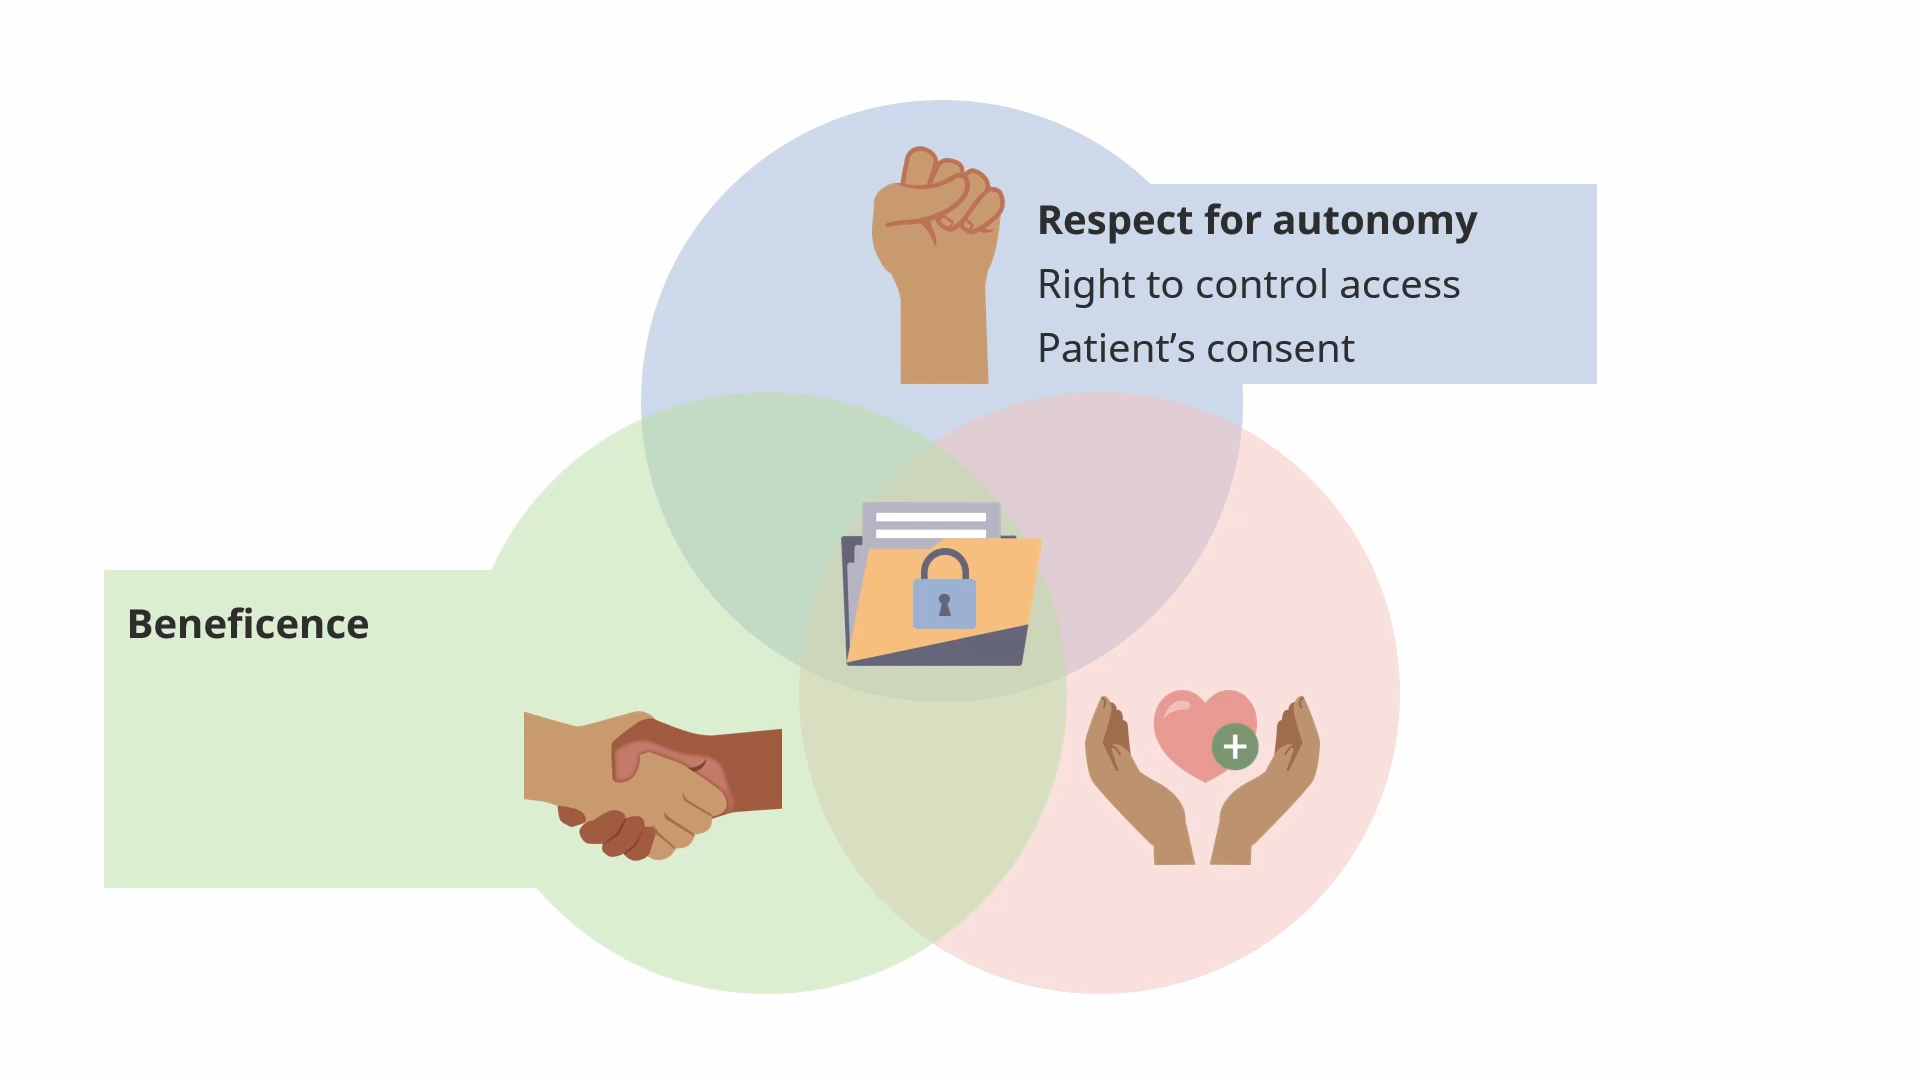 Respect for autonomy
Right to control access
Patient’s consent
Beneficence